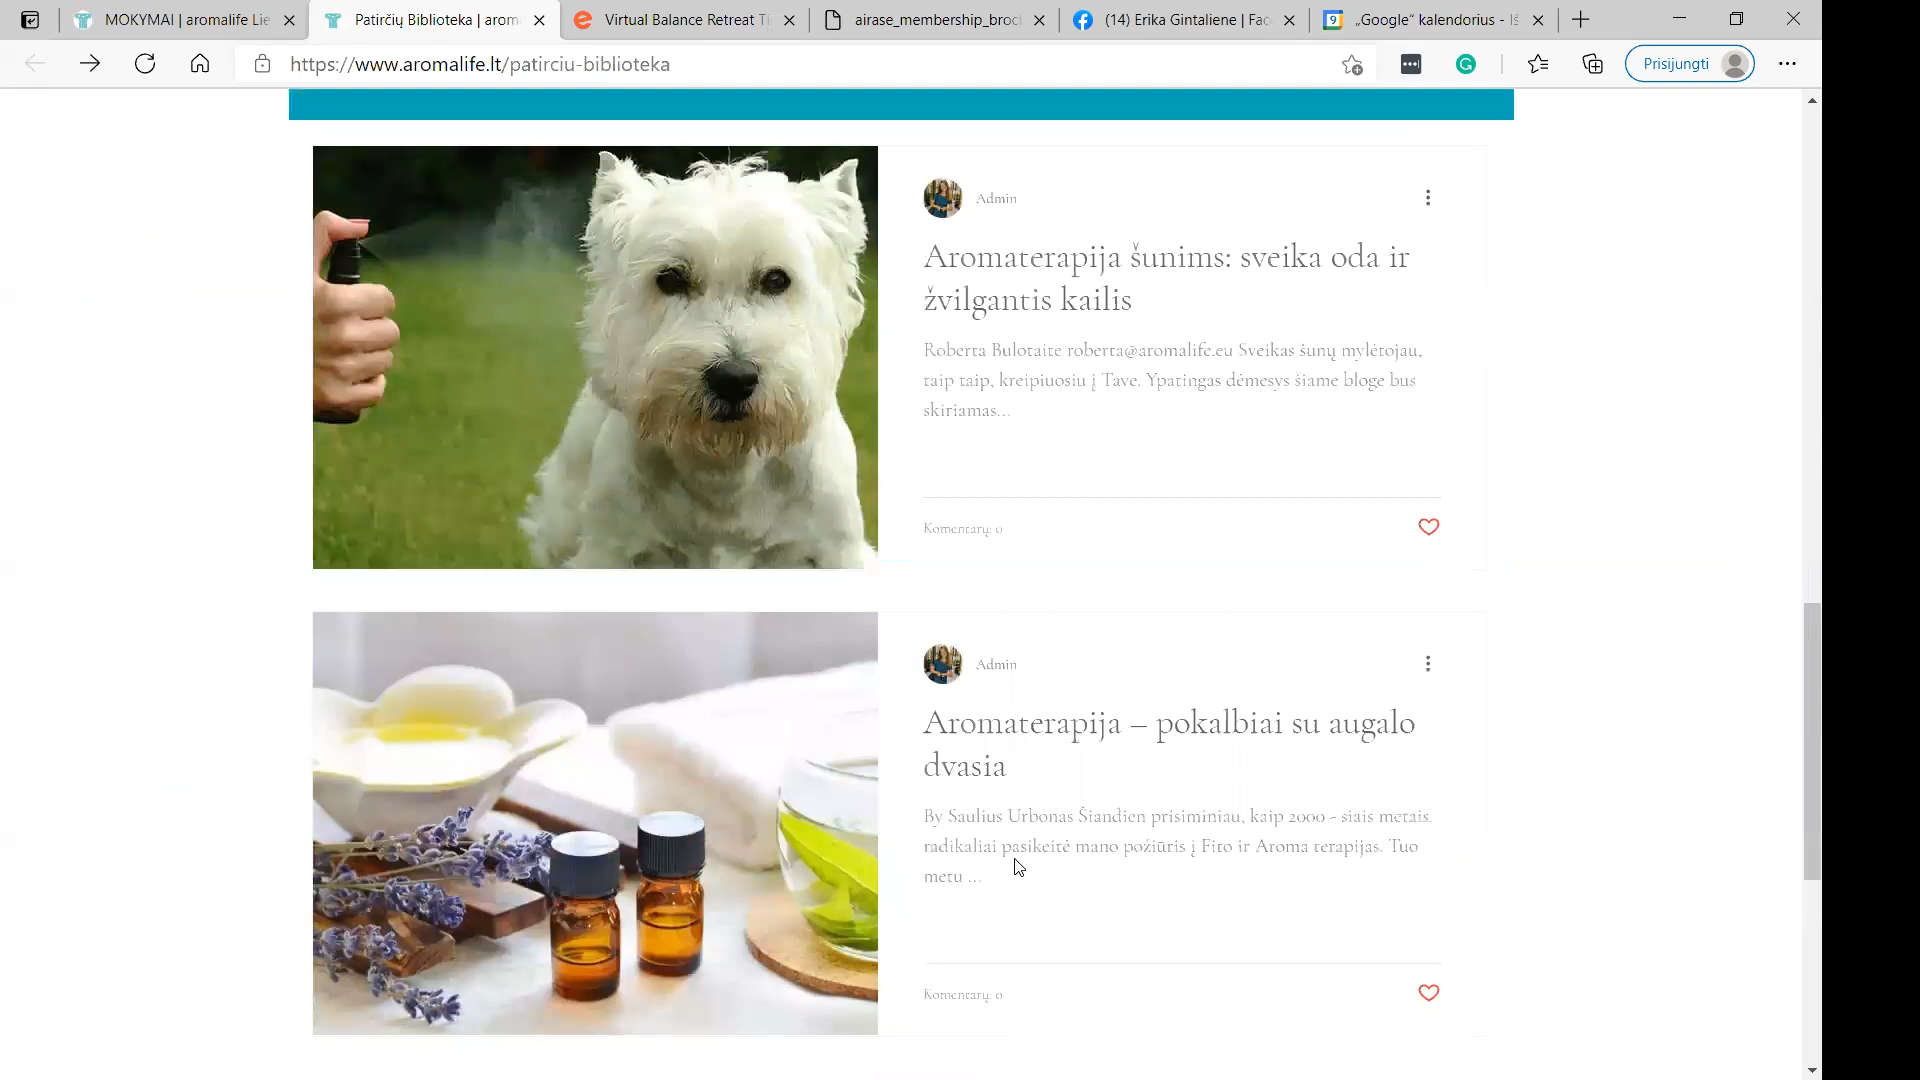 MOKYMAI | aromalife Lie
Patirčių Biblioteka | arom
Virtual Balance Retreat Ti
airase_membership_broc
(14) Erika Gintaliene | Fac
„Google“ kalendorius - Iš
https://www.aromalife.lt/patirciu-biblioteka
Prisijungti
Admin
Aromaterapija šunims: sveika oda ir
žvilgantis kailis
Roberta Bulotaite roberta@aromalife.eu Sveikas šunų mylėtojau,
taip taip, kreipiuosiu į Tave. Ypatingas dėmesys šiame bloge bus
skiriamas...
Komentarų: 0
Admin
Aromaterapija – pokalbiai su augalo
dvasia
By Saulius Urbonas Šiandien prisiminiau, kaip 2000 - siais metais
radikaliai pasikeitė mano požiūris į Fito ir Aroma terapijas. Tuo
metu ...
Komentarų: 0